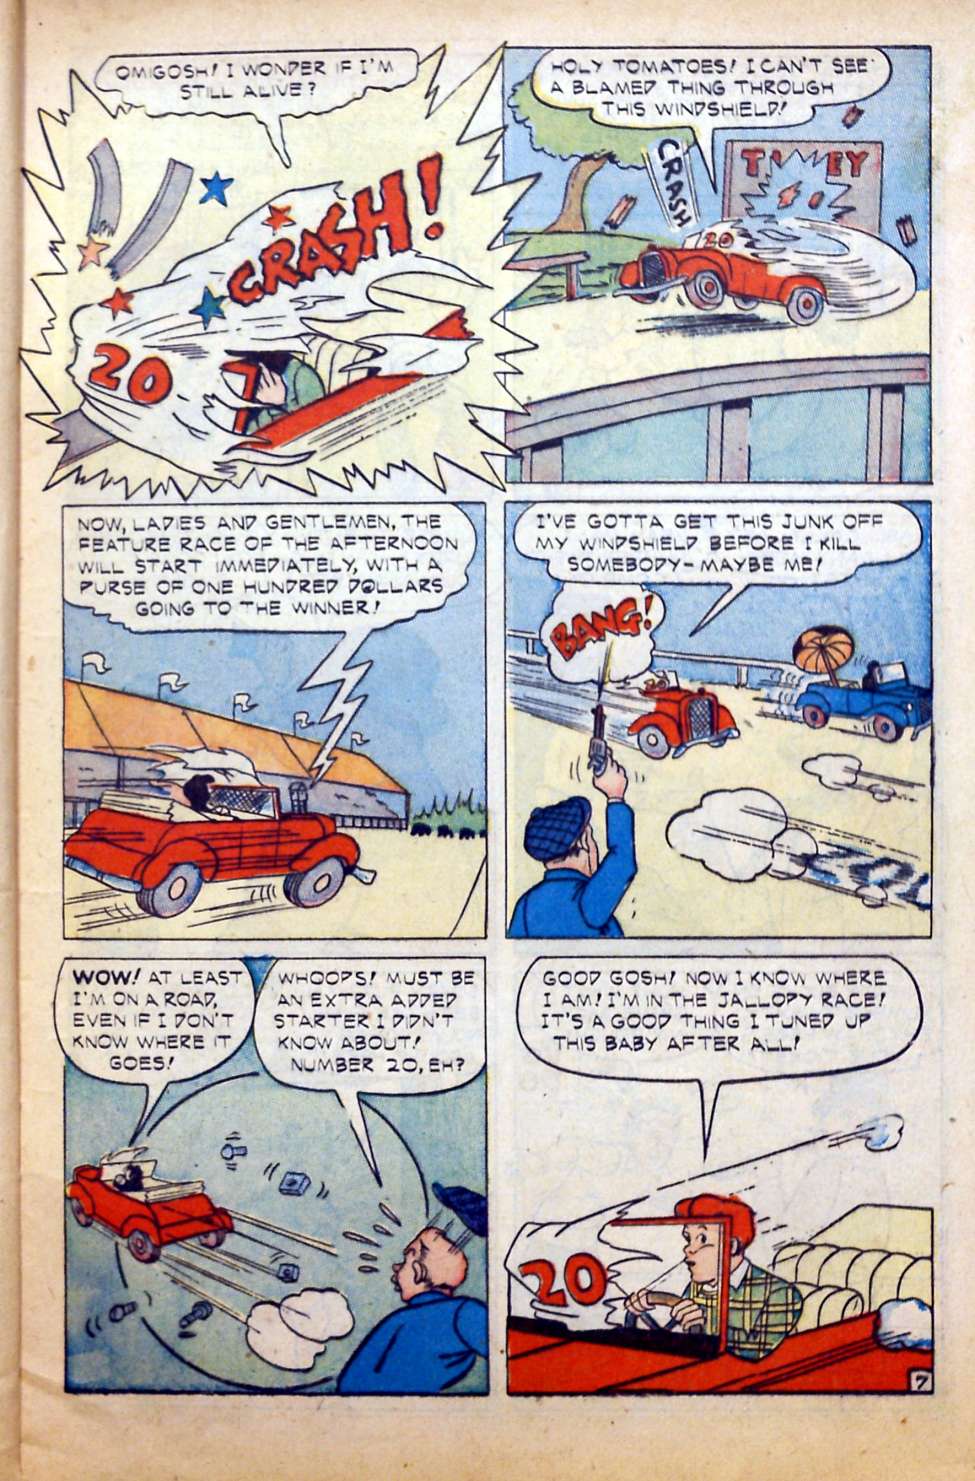 OMIGOSH! I WONDER IF I'M
STILL ALIVE?
CRASH!
20
HOLY TOMATOES! I CAN'T SEE
A BLAMED THING THROUGH
THIS WINDSHIELD!
CRASH
T EY
20
NOW, LADIES AND GENTLEMEN, THE
FEATURE RACE OF THE AFTERNOON
WILL START IMMEDIATELY, WITH A
PURSE OF ONE HUNDRED DOLLARS
GOING TO THE WINNER!
I'VE GOTTA GET THIS JUNK OFF
MY WINDSHIELD BEFORE I KILL
SOMEBODY-MAYBE ME!
BANG!
20
WOW! AT LEAST
I'M ON A ROAD,
EVEN IF I DON'T
KNOW WHERE IT
GOES!
WHOOPS! MUST BE
AN EXTRA ADDED
STARTER I DIDN'T
KNOW ABOUT!
NUMBER 20, EH?
GOOD GOSH! NOW I KNOW WHERE
I AM! I'M IN THE JALLOPY RACE!
IT'S A GOOD THING I TUNED UP
THIS BABY AFTER ALL!
20
7